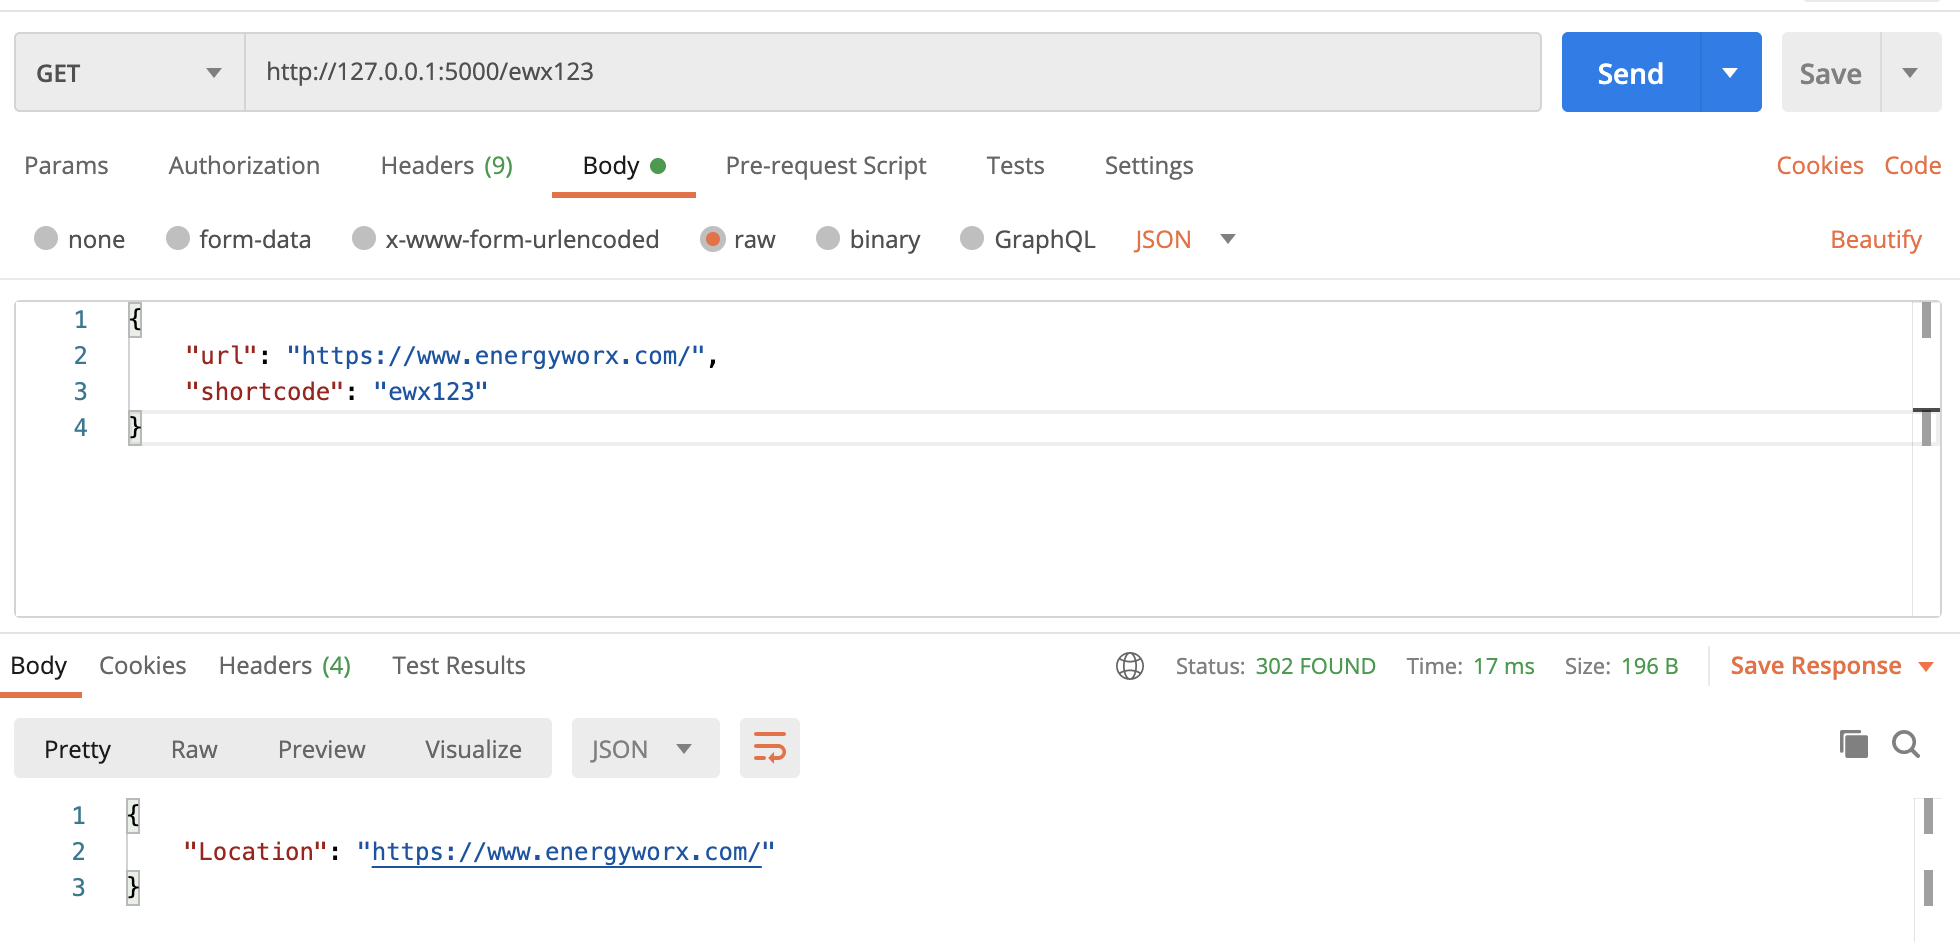 GET http://127.0.0.1:5000/ewx123 Send Save
Params Authorization Headers (9) Body Pre-request Script Tests Settings Cookies Code
none form-data x-www-form-urlencoded raw binary GraphQL JSON Beautify
1 {
2 "url": "https://www.energyworx.com/",
3 "shortcode": "ewx123"
4 }
Body Cookies Headers (4) Test Results Status: 302 FOUND Time: 17 ms Size: 196 B Save Response
Pretty Raw Preview Visualize JSON
1 {
2 "Location": "https://www.energyworx.com/"
3 }